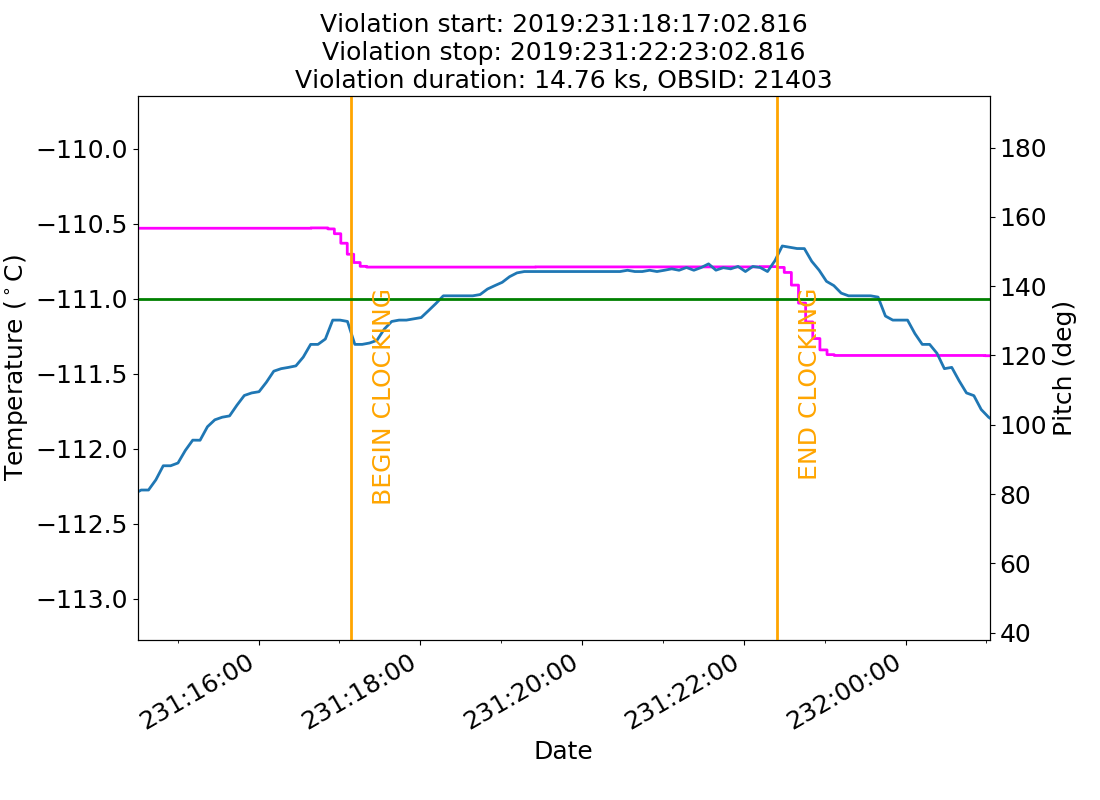 Violation start: 2019:231:18:17:02.816
Violation stop: 2019:231:22:23:02.816
Violation duration: 14.76 ks, OBSID: 21403
Temperature (°C)
−110.0
−110.5
−111.0
−111.5
−112.0
−112.5
−113.0
BEGIN CLOCKING
END CLOCKING
180
160
140
120
100
80
60
40
Pitch (deg)
231:16:00
231:18:00
231:20:00
231:22:00
232:00:00
Date